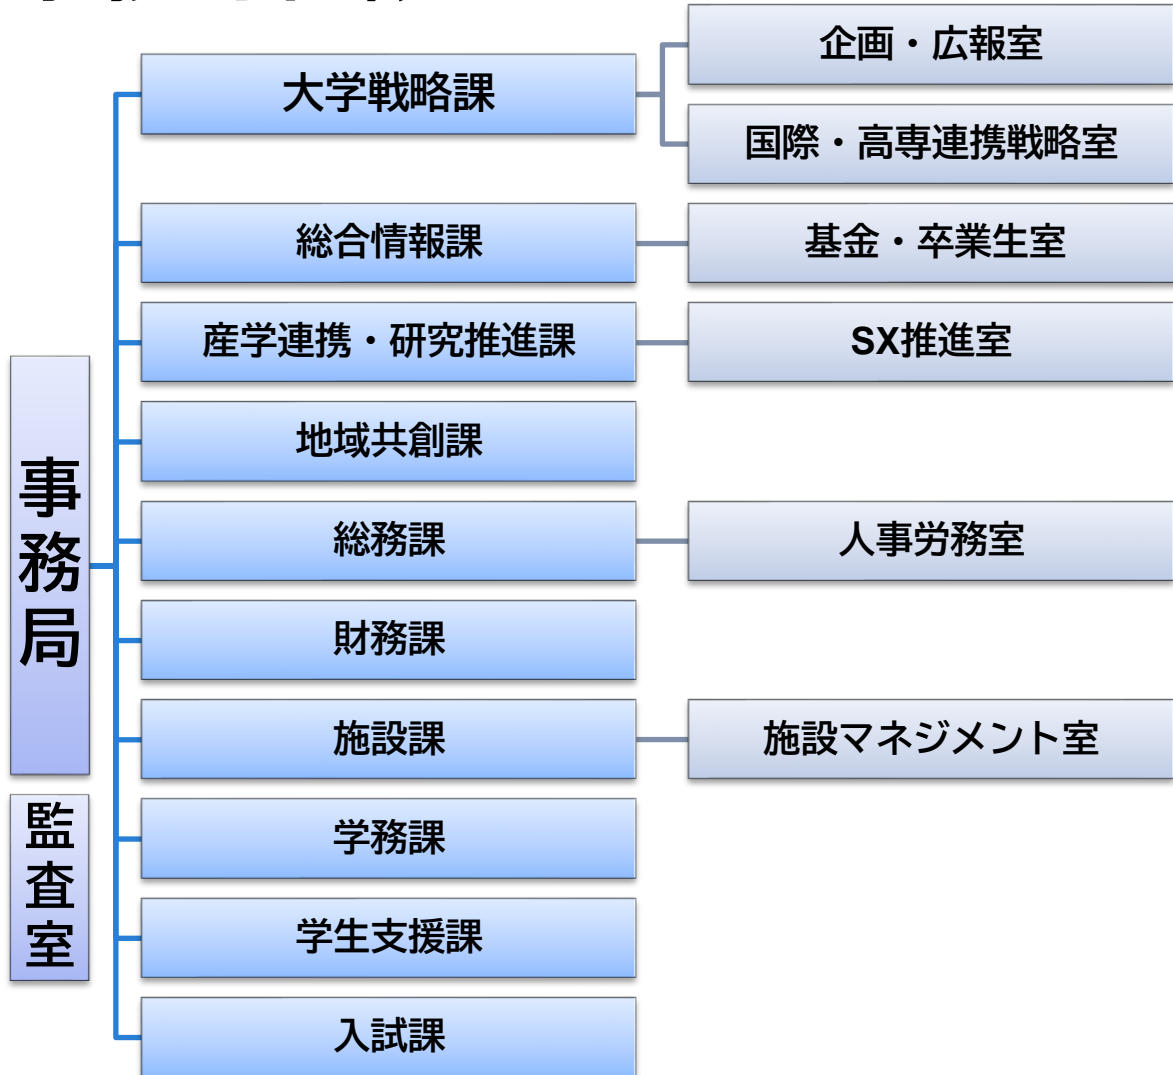 事務局
監査室
大学戦略課
企画・広報室
国際・高専連携戦略室
総合情報課
基金・卒業生室
産学連携・研究推進課
SX推進室
地域共創課
総務課
人事労務室
財務課
施設課
施設マネジメント室
学務課
学生支援課
入試課